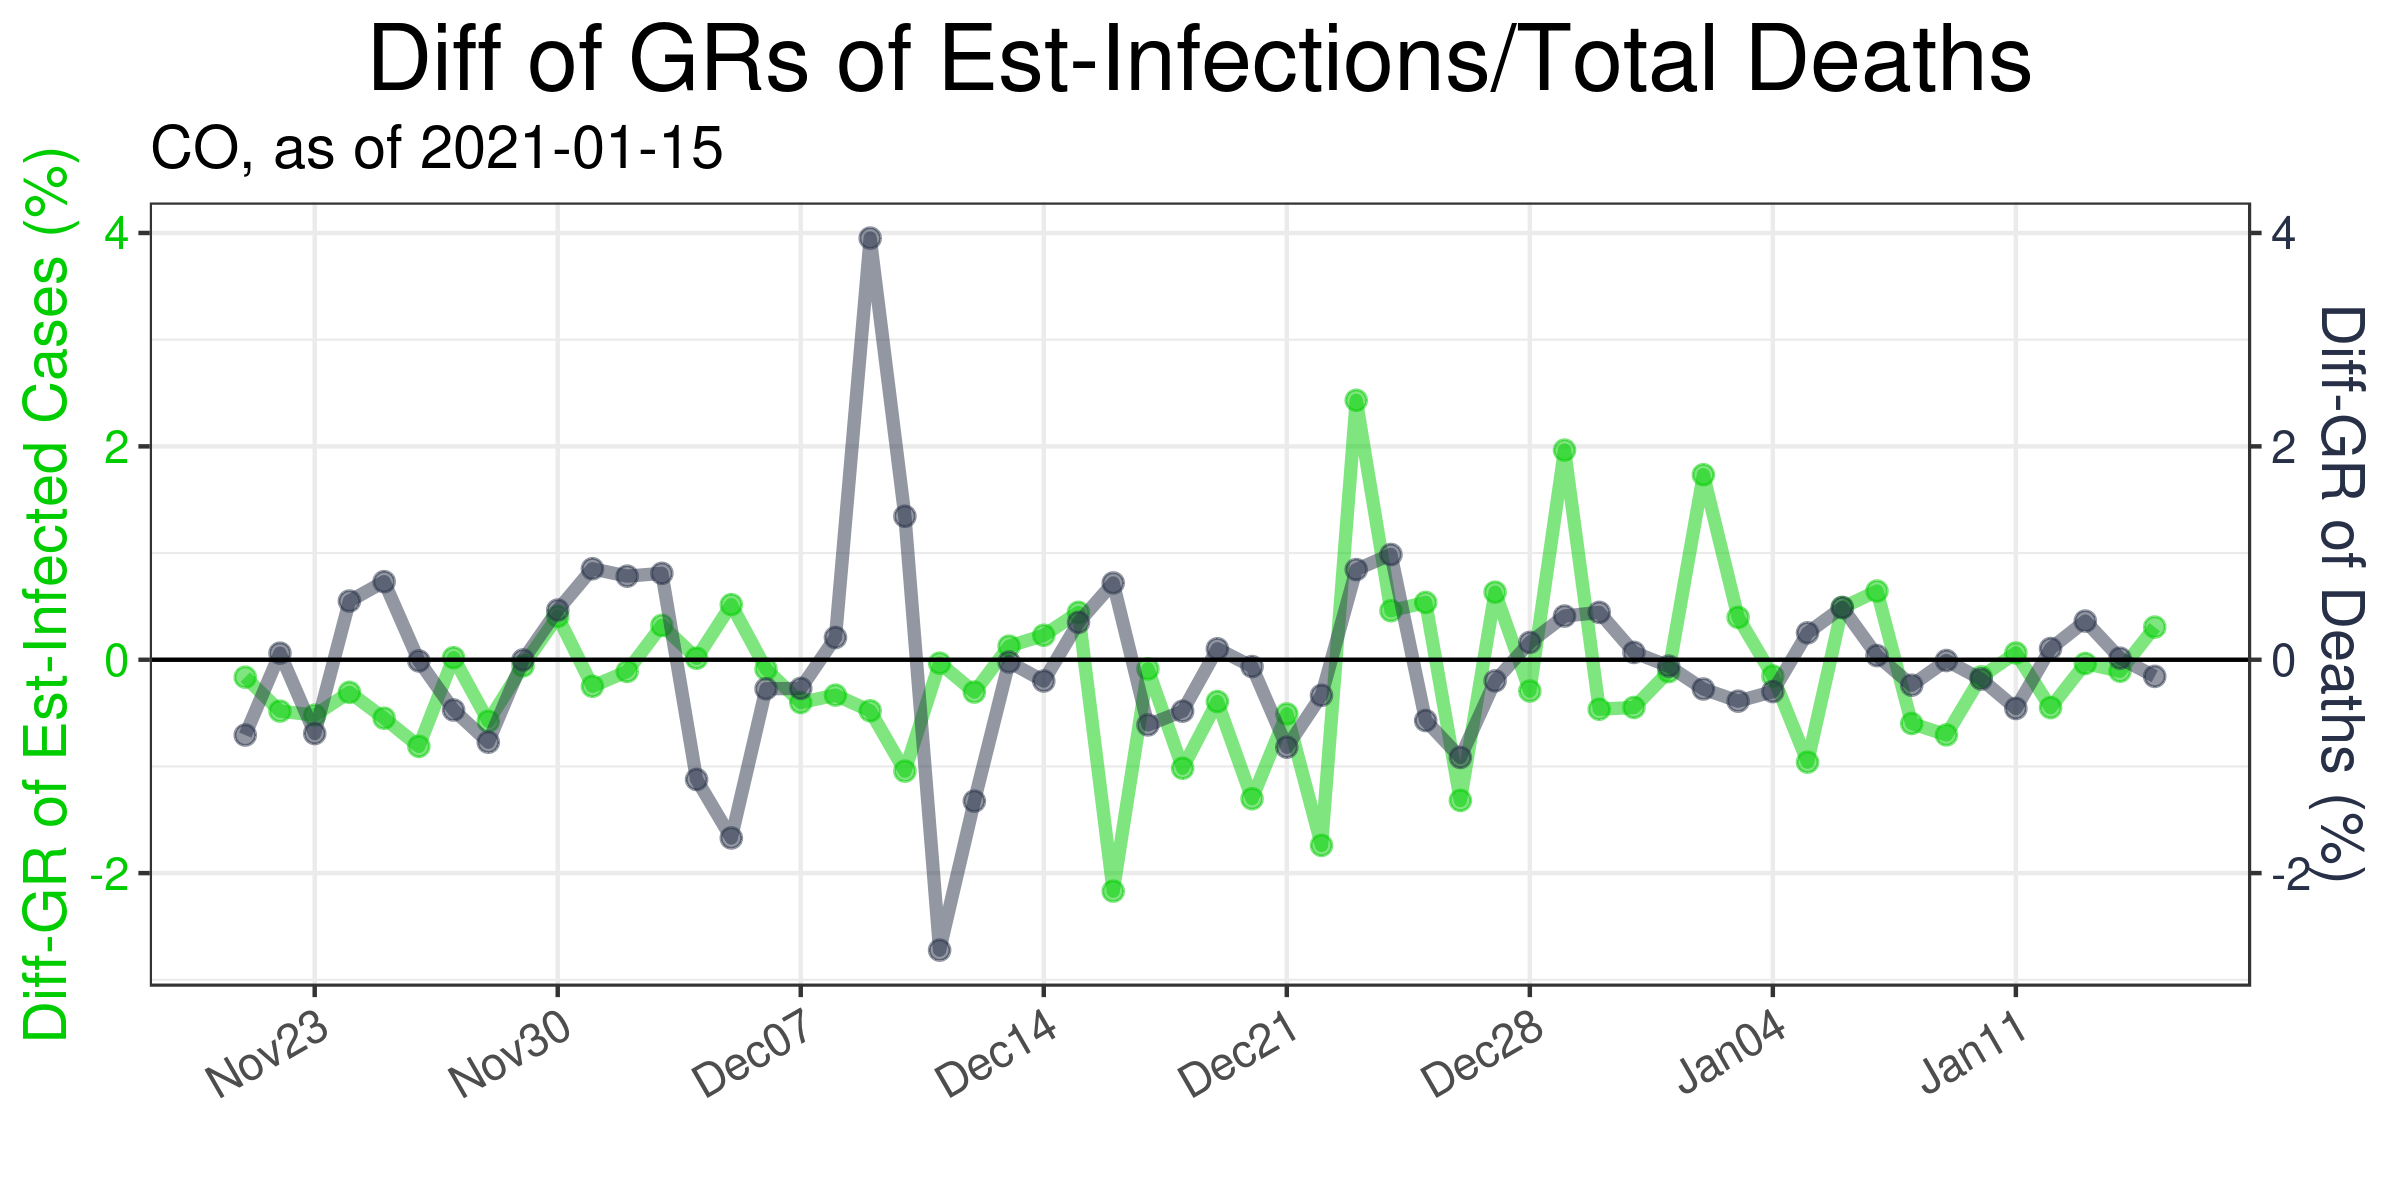 Diff of GRs of Est-Infections/Total Deaths
CO, as of 2021-01-15
Diff-GR of Est-Infected Cases (%)
4
2
0
-2
4
2
0
-2
Diff-GR of Deaths (%)
Nov23
Nov30
Dec07
Dec14
Dec21
Dec28
Jan04
Jan11